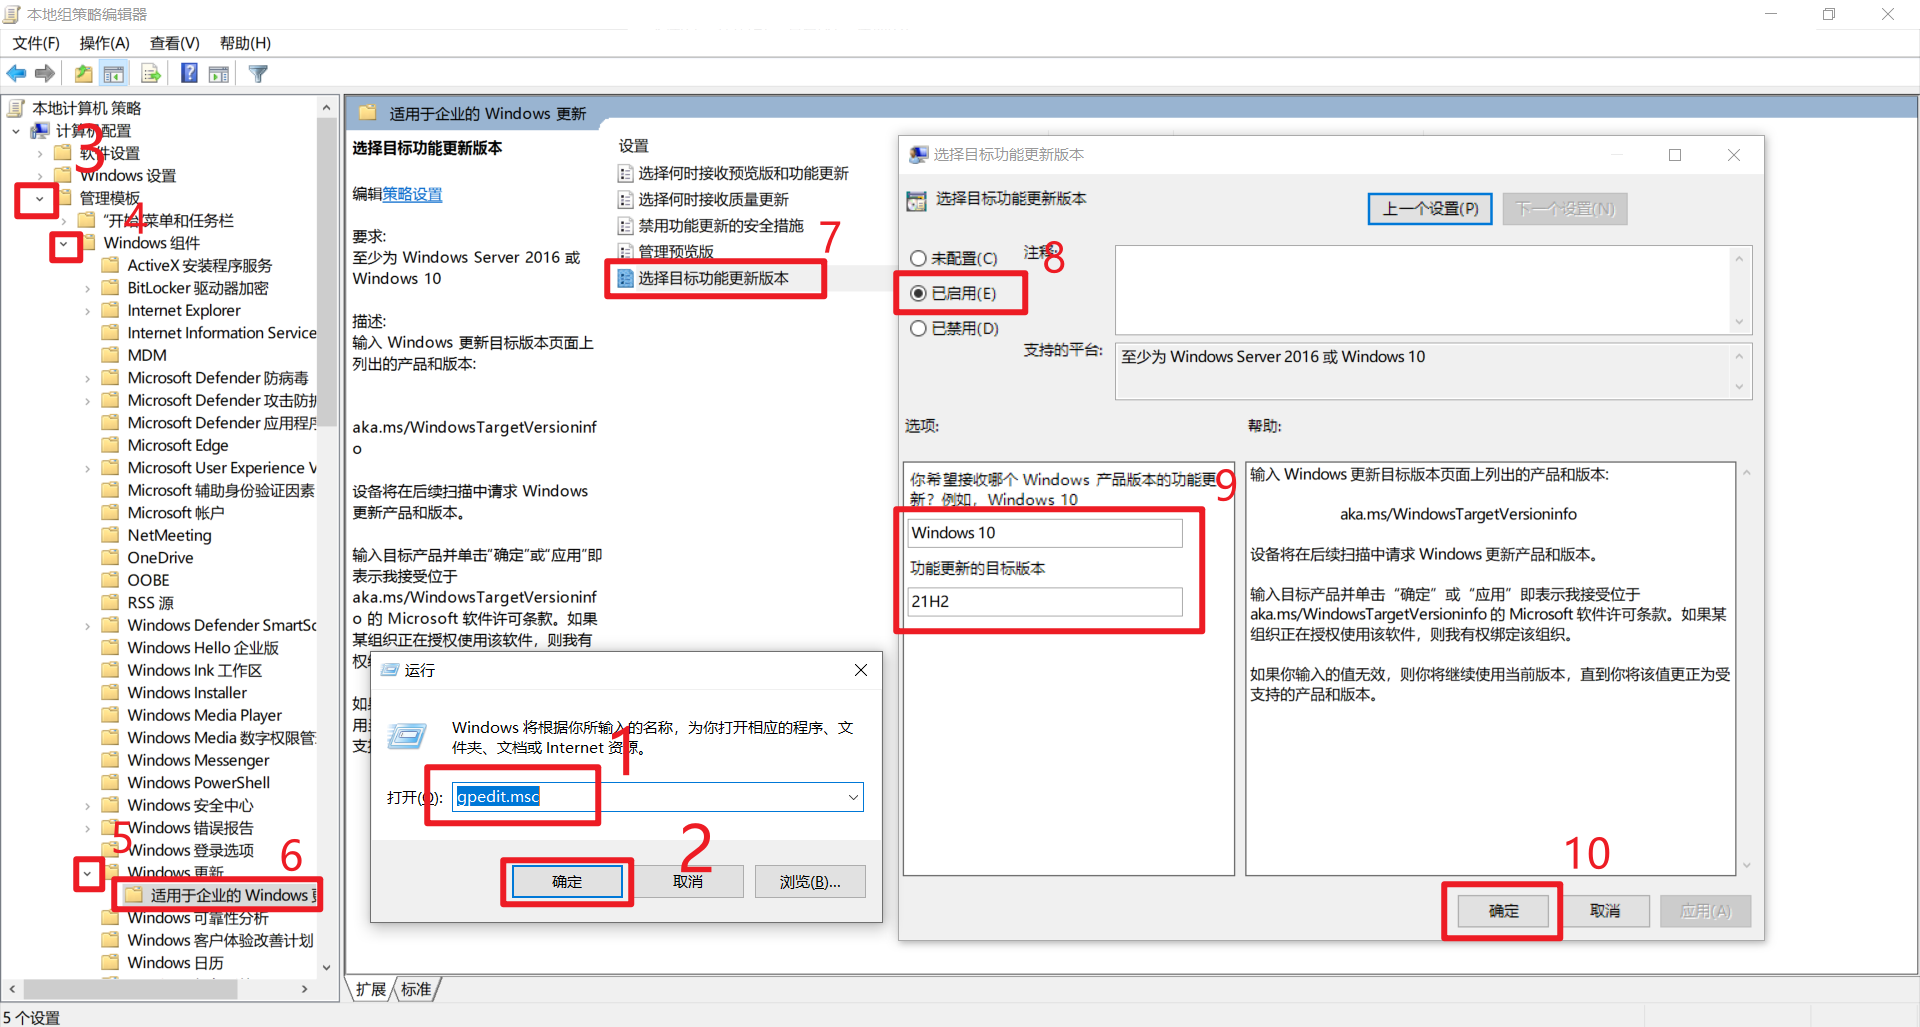 本地组策略编辑器
文件(F) 操作(A) 查看(V) 帮助(H)
本地计算机 策略
计算机配置
软件设置
Windows 设置
管理模板
“开始”菜单和任务栏
Windows 组件
ActiveX 安装程序服务
BitLocker 驱动器加密
Internet Explorer
Internet Information Service
MDM
Microsoft Defender 防病毒
Microsoft Defender 攻击防护
Microsoft Defender 应用程序
Microsoft Edge
Microsoft User Experience V
Microsoft 辅助身份验证因素
Microsoft 帐户
NetMeeting
OneDrive
OOBE
RSS 源
Windows Defender SmartSc
Windows Hello 企业版
Windows Ink 工作区
Windows Installer
Windows Media Player
Windows Media 数字权限管
Windows Messenger
Windows PowerShell
Windows 安全中心
Windows 错误报告
Windows 登录选项
Windows 更新
适用于企业的 Windows 更
Windows 可靠性分析
Windows 客户体验改善计划
Windows 日历
3
4
5
6
适用于企业的 Windows 更新
选择目标功能更新版本
编辑策略设置
要求:
至少为 Windows Server 2016 或
Windows 10
描述:
输入 Windows 更新目标版本页面上
列出的产品和版本:
aka.ms/WindowsTargetVersioninf
o
设备将在后续扫描中请求 Windows
更新产品和版本。
输入目标产品并单击“确定”或“应用”即
表示我接受位于
aka.ms/WindowsTargetVersioninf
o 的 Microsoft 软件许可条款。如果
某组织正在授权使用该软件，则我有
权
如
用
支
设置
选择何时接收预览版和功能更新
选择何时接收质量更新
禁用功能更新的安全措施
管理预览版
选择目标功能更新版本
7
运行
Windows 将根据你所输入的名称，为你打开相应的程序、文
件夹、文档或 Internet 资源。
1
打开(O): gpedit.msc
2
确定 取消 浏览(B)...
选择目标功能更新版本
选择目标功能更新版本
上一个设置(P) 下一个设置(N)
未配置(C)
已启用(E)
已禁用(D)
注释:
8
支持的平台:
至少为 Windows Server 2016 或 Windows 10
选项:
帮助:
你希望接收哪个 Windows 产品版本的功能更
新？例如，Windows 10
9
Windows 10
功能更新的目标版本
21H2
输入 Windows 更新目标版本页面上列出的产品和版本:
aka.ms/WindowsTargetVersioninfo
设备将在后续扫描中请求 Windows 更新产品和版本。
输入目标产品并单击“确定”或“应用”即表示我接受位于
aka.ms/WindowsTargetVersioninfo 的 Microsoft 软件许可条款。如果某
组织正在授权使用该软件，则我有权绑定该组织。
如果你输入的值无效，则你将继续使用当前版本，直到你将该值更正为受
支持的产品和版本。
10
确定 取消 应用(A)
扩展 标准
5 个设置